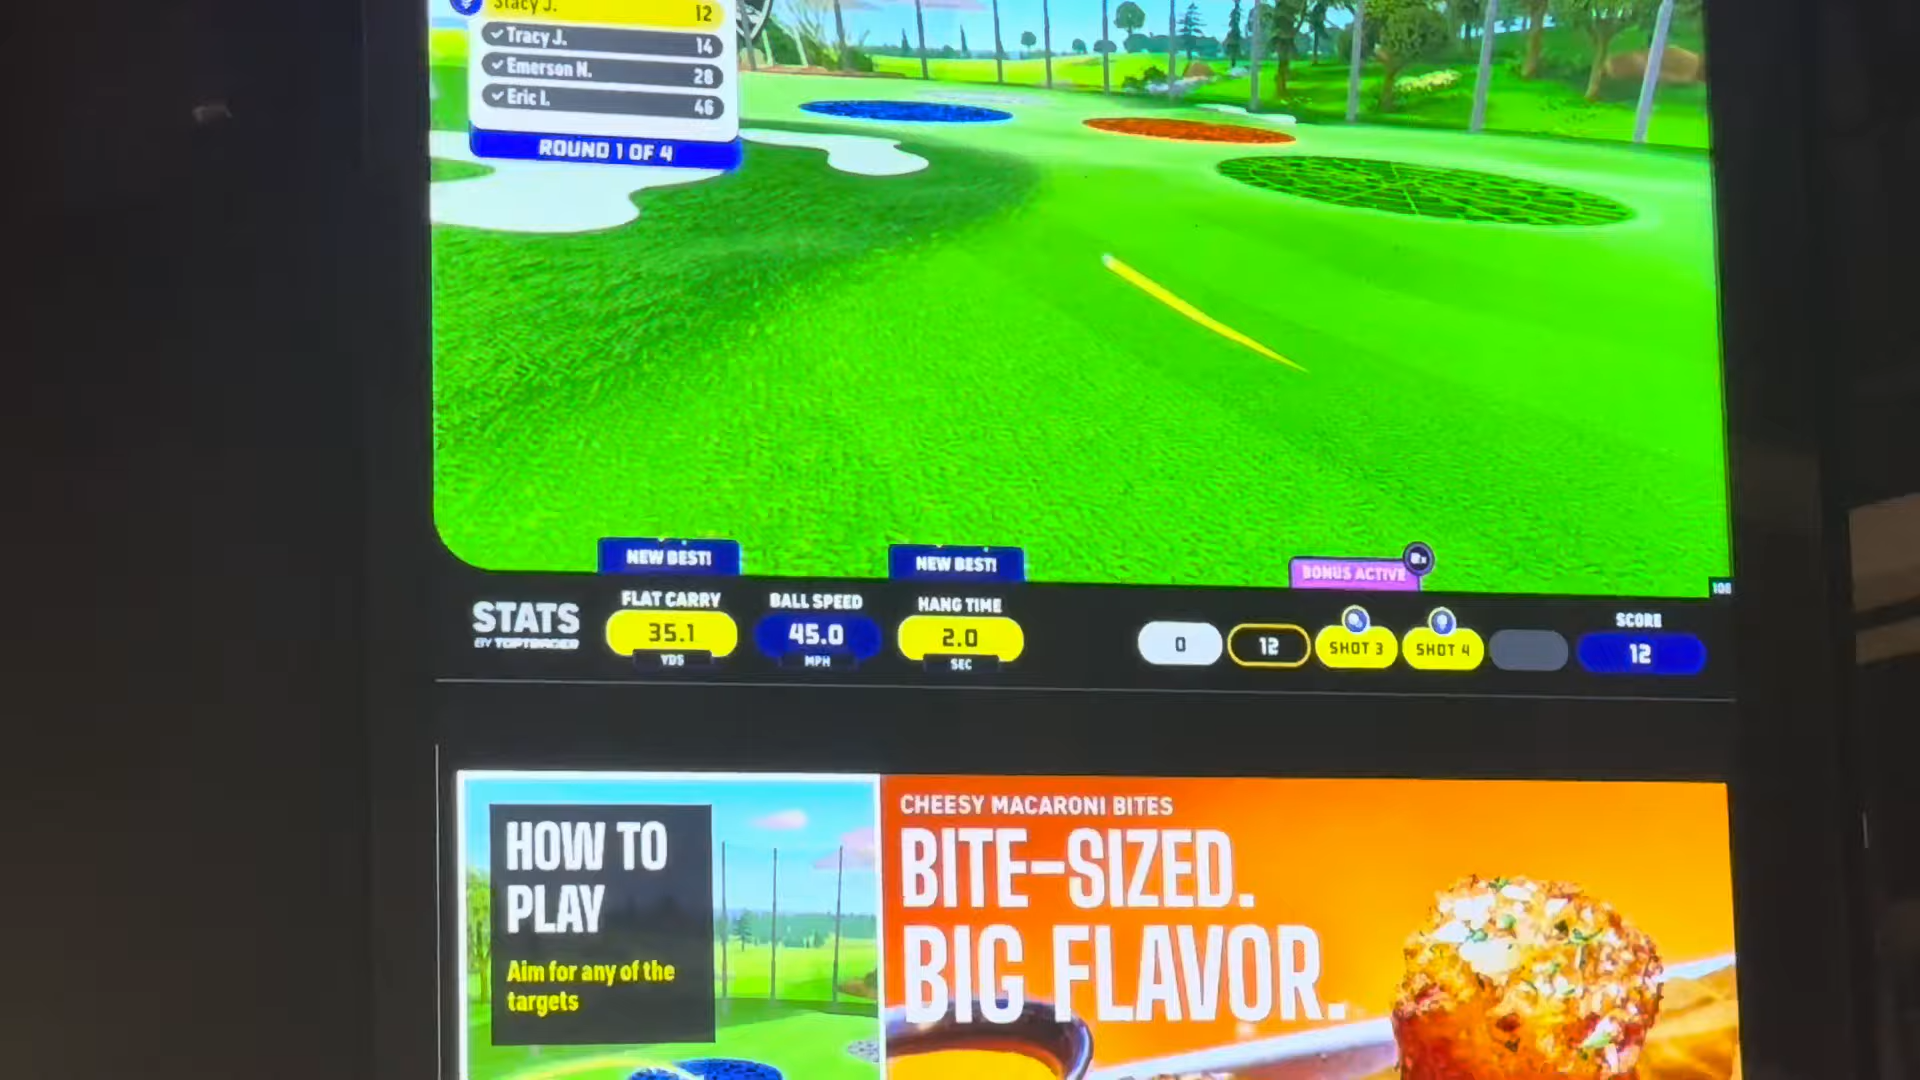 Stacy J. 12
Tracy J. 14
Emerson N. 28
Eric I. 46
ROUND 1 OF 4
NEW BEST!
NEW BEST!
BONUS ACTIVE
STATS
BY TOPTRACER
FLAT CARRY
35.1
YDS
BALL SPEED
45.0
MPH
HANG TIME
2.0
SEC
0
12
SHOT 3
SHOT 4
SCORE
12
HOW TO
PLAY
Aim for any of the
targets
CHEESY MACARONI BITES
BITE-SIZED.
BIG FLAVOR.